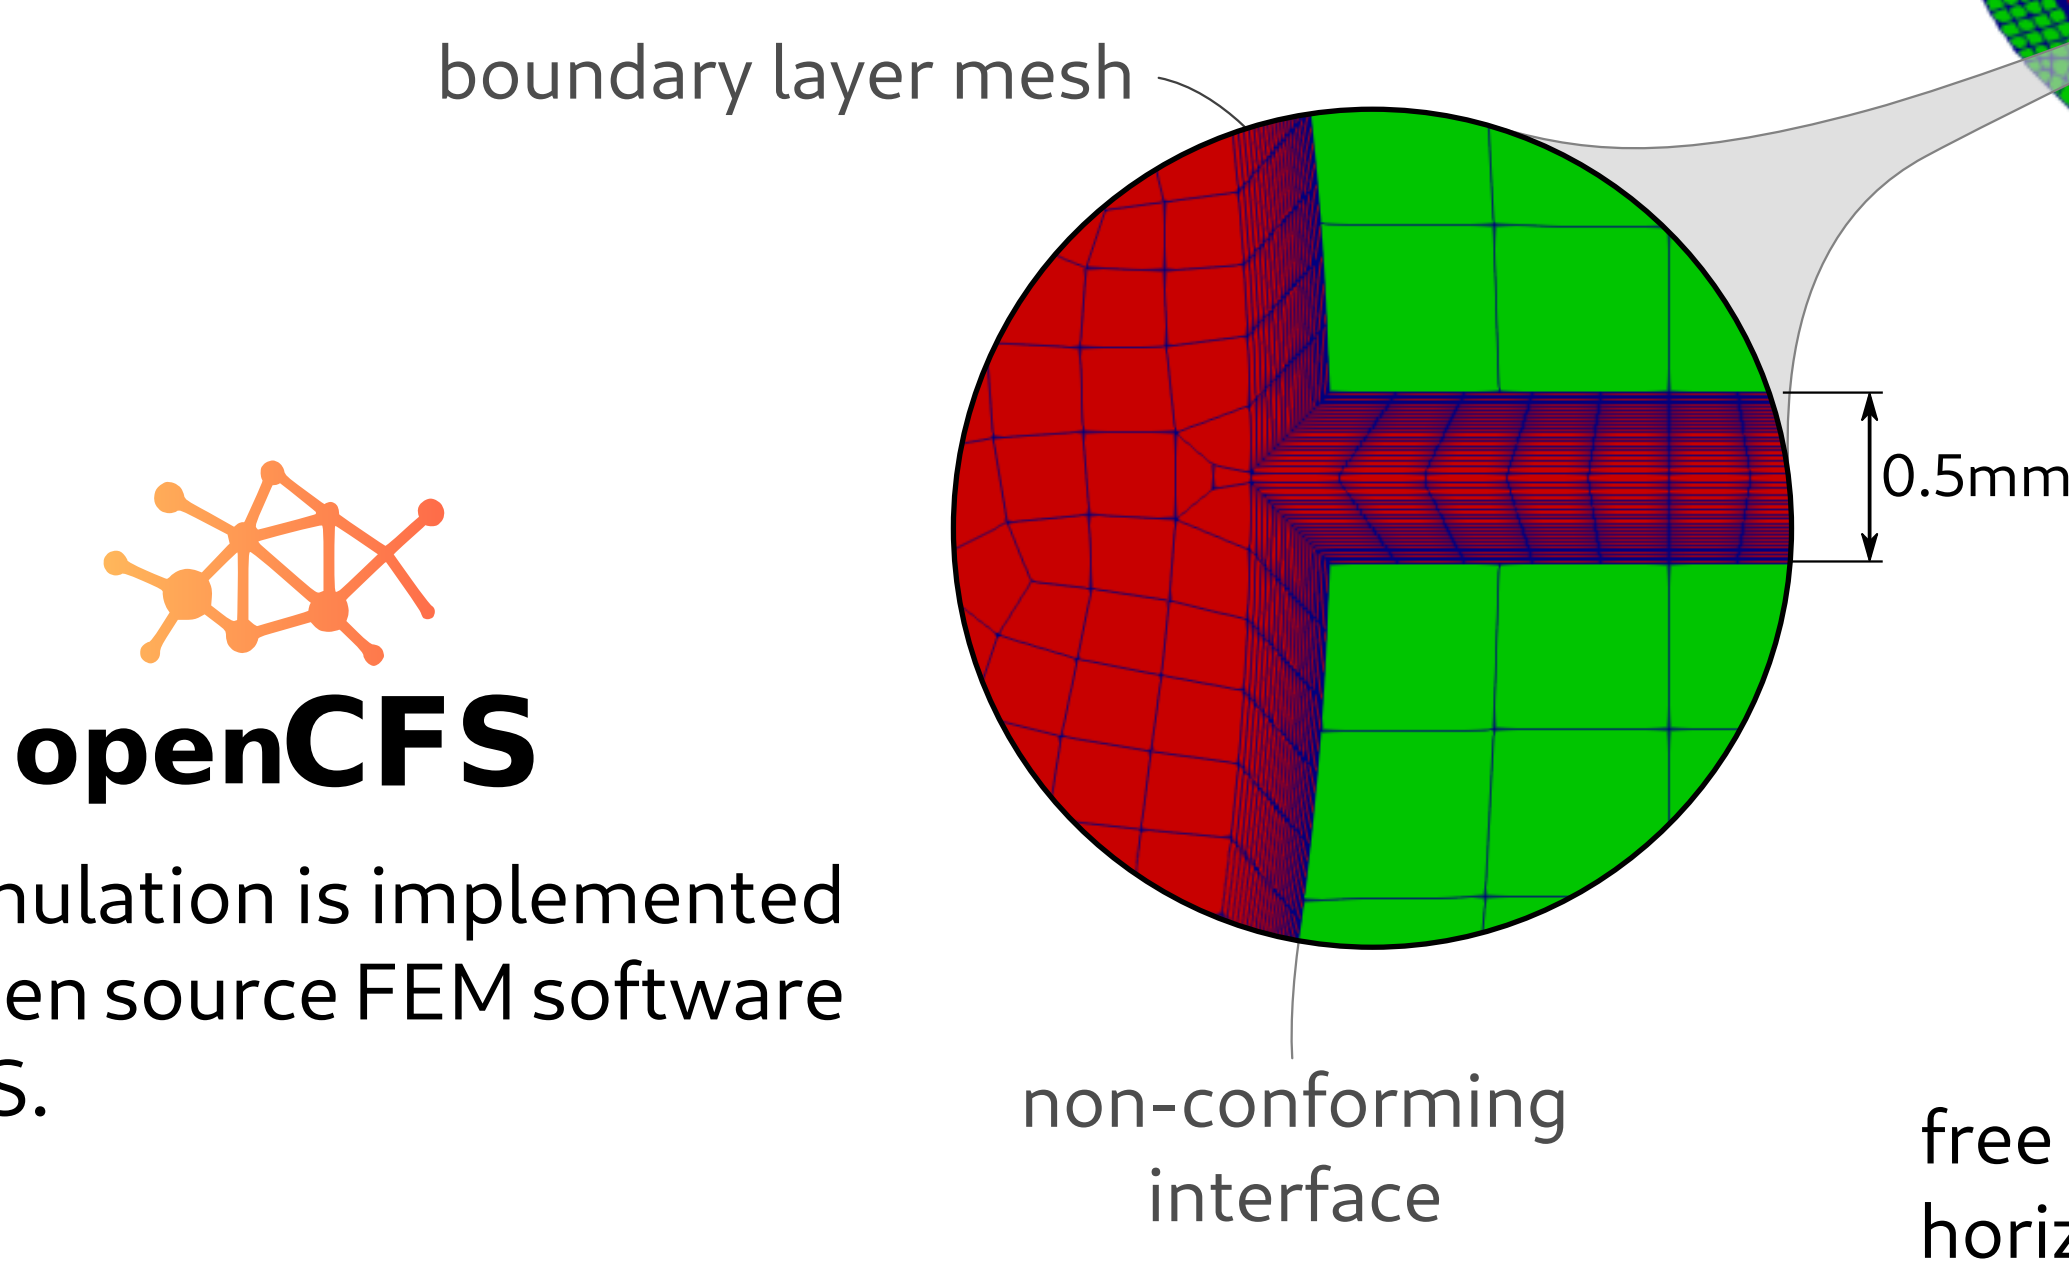 boundary layer mesh
0.5mm
openCFS
nulation is implemented
en source FEM software
S.
non-conforming
interface
free
horiz